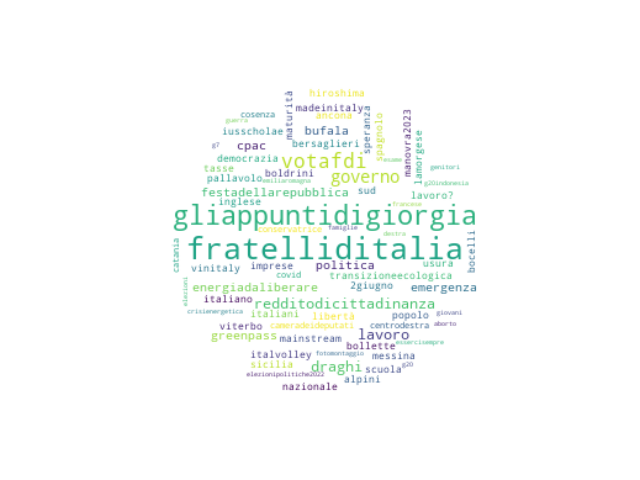 hiroshima
maturità
madeinitaly
cosenza
ancona
speranza
spagnolo
manovra2023
guerra
iusscholae
bufala
lamorgese
g7
cpac
bersaglieri
democrazia
votafdi
esame
genitori
tasse
boldrini
governo
pallavolo
emiliaromagna
g20indonesia
festadellarepubblica
sud
lavoro?
inglese
francese
gliappuntidigiorgia
conservatrice
famiglie
destra
fratelliditalia
catania
bocelli
vinitaly
imprese
politica
usura
covid
transizioneecologica
elezioni
energiadaliberare
2giugno
emergenza
italiano
redditodicittadinanza
crisienergetica
italiani
libertà
popolo
giovani
viterbo
cameradeideputati
centrodestra
aborto
greenpass
mainstream
lavoro
bollette
essercisempre
italvolley
fotomontaggio
messina
sicilia
draghi
scuola
g20
elezionipolitiche2022
alpini
nazionale